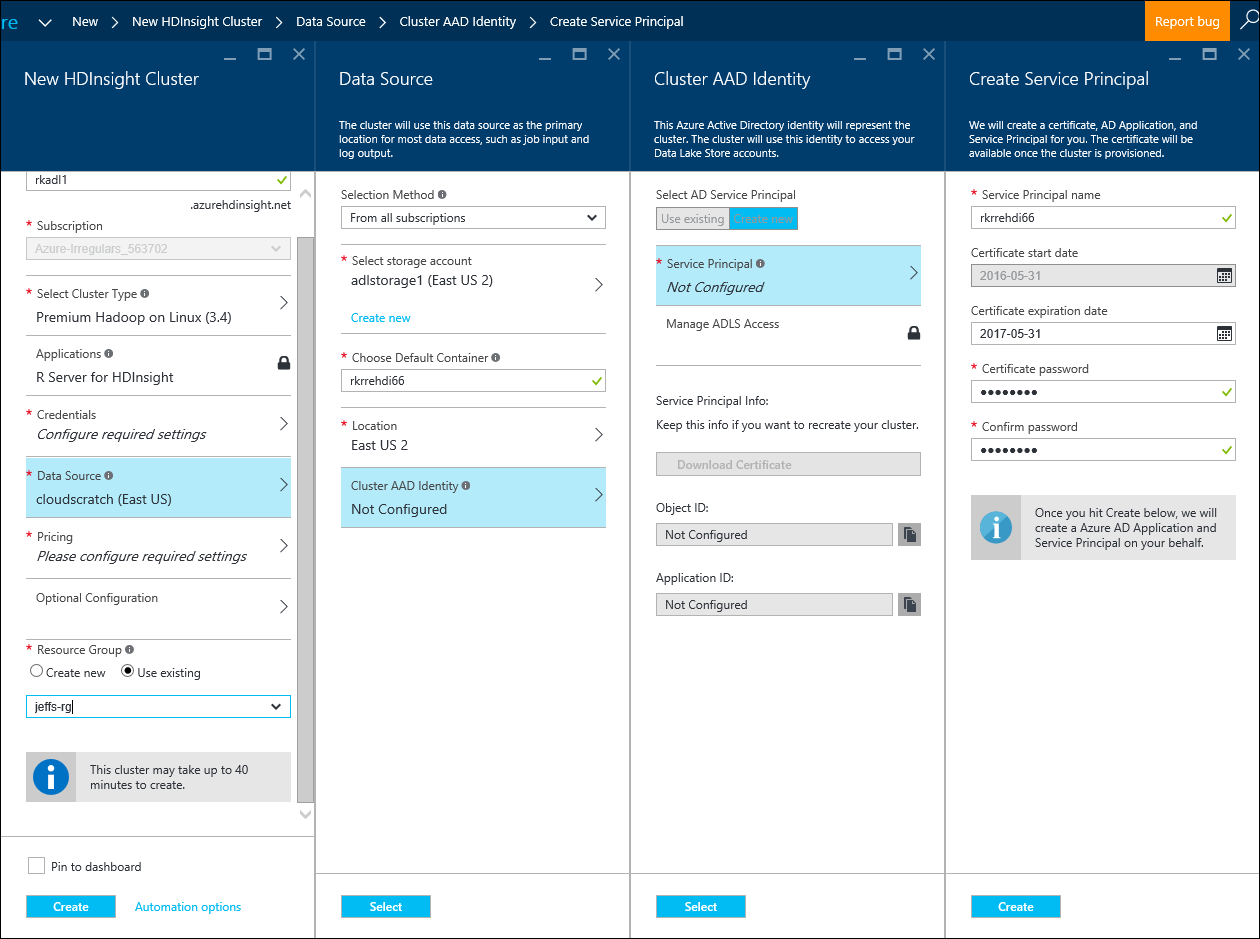 re
New
New HDInsight Cluster
Data Source
Cluster AAD Identity
Create Service Principal
Report bug
New HDInsight Cluster
rkadl1
.azurehdinsight.net
* Subscription
Azure-Irregulars_563702
* Select Cluster Type
Premium Hadoop on Linux (3.4)
Applications
R Server for HDInsight
* Credentials
Configure required settings
* Data Source
cloudscratch (East US)
* Pricing
Please configure required settings
Optional Configuration
* Resource Group
Create new
Use existing
jeffs-rg
This cluster may take up to 40
minutes to create.
Pin to dashboard
Create
Automation options
Data Source
The cluster will use this data source as the primary
location for most data access, such as job input and
log output.
Selection Method
From all subscriptions
* Select storage account
adlstorage1 (East US 2)
Create new
* Choose Default Container
rkrrehdi66
* Location
East US 2
Cluster AAD Identity
Not Configured
Select
Cluster AAD Identity
This Azure Active Directory identity will represent the
cluster. The cluster will use this identity to access your
Data Lake Store accounts.
Select AD Service Principal
Use existing
Create new
* Service Principal
Not Configured
Manage ADLS Access
Service Principal Info:
Keep this info if you want to recreate your cluster.
Download Certificate
Object ID:
Not Configured
Application ID:
Not Configured
Select
Create Service Principal
We will create a certificate, AD Application, and
Service Principal for you. The certificate will be
available once the cluster is provisioned.
* Service Principal name
rkrrehdi66
Certificate start date
2016-05-31
Certificate expiration date
2017-05-31
* Certificate password
●●●●●●●●
* Confirm password
●●●●●●●●
Once you hit Create below, we will
create a Azure AD Application and
Service Principal on your behalf.
Create